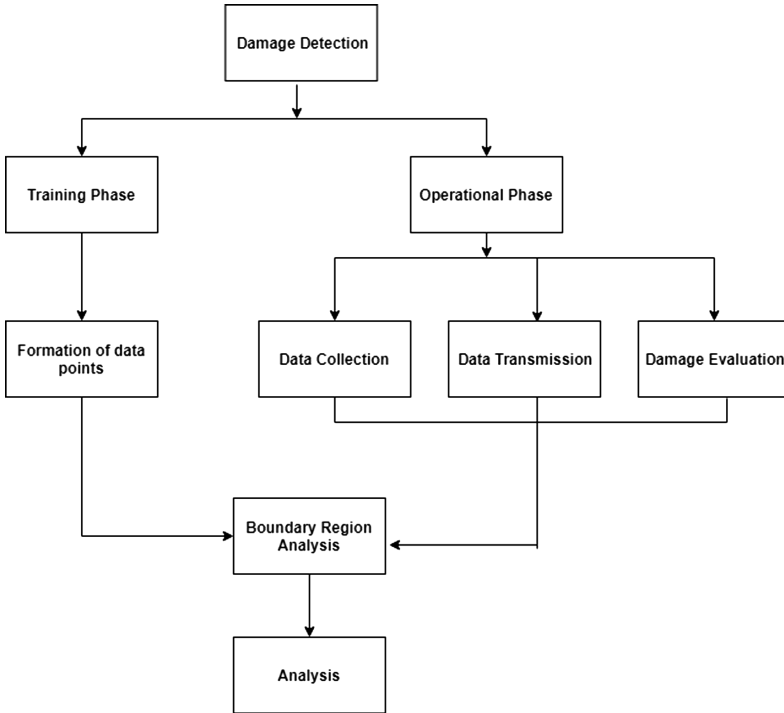 Damage Detection
Training Phase
Operational Phase
Formation of data
points
Data Collection
Data Transmission
Damage Evaluation
Boundary Region
Analysis
Analysis